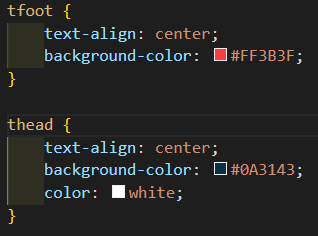 tfoot {
    text-align: center;
    background-color: #FF3B3F;
}

thead {
    text-align: center;
    background-color: #0A3143;
    color: white;
}